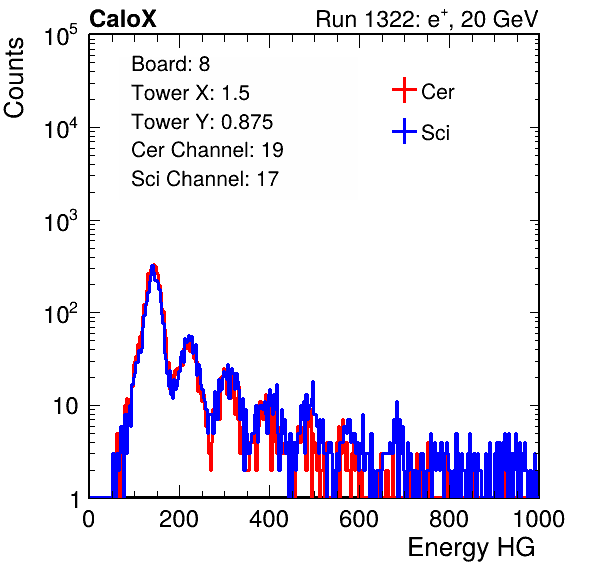 CaloX Run 1322: e⁺, 20 GeV
Counts
10⁵
10⁴
10³
10²
10
1
Board: 8
Tower X: 1.5
Tower Y: 0.875
Cer Channel: 19
Sci Channel: 17
Cer
Sci
0 200 400 600 800 1000
Energy HG